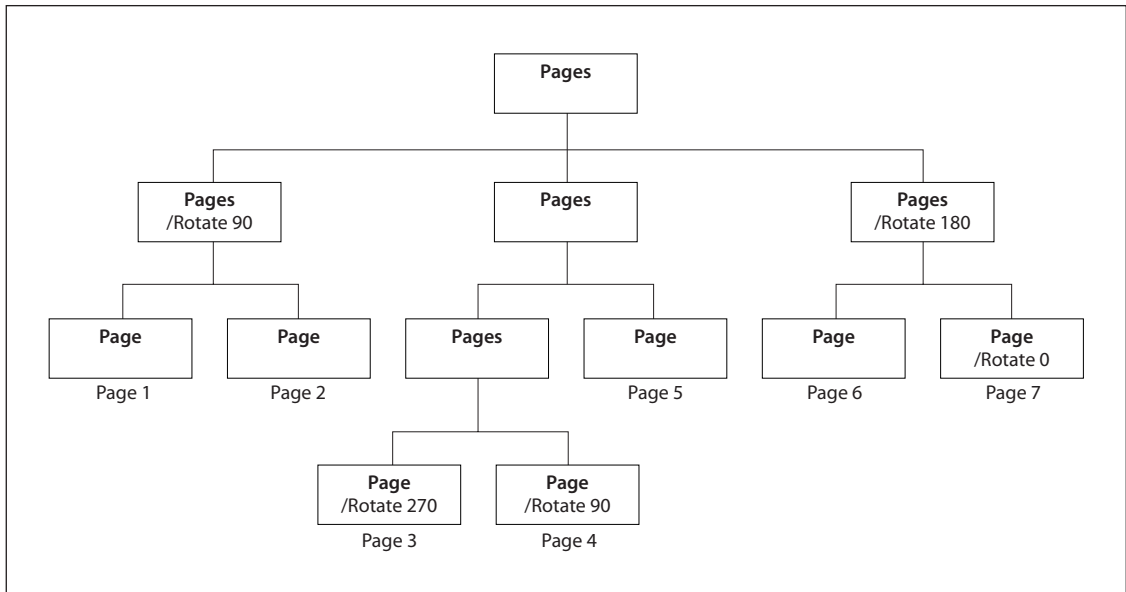 Pages
Pages
/Rotate 90
Pages
Pages
/Rotate 180
Page
Page
Pages
Page
Page
Page
/Rotate 0
Page 1
Page 2
Page 5
Page 6
Page 7
Page
/Rotate 270
Page
/Rotate 90
Page 3
Page 4